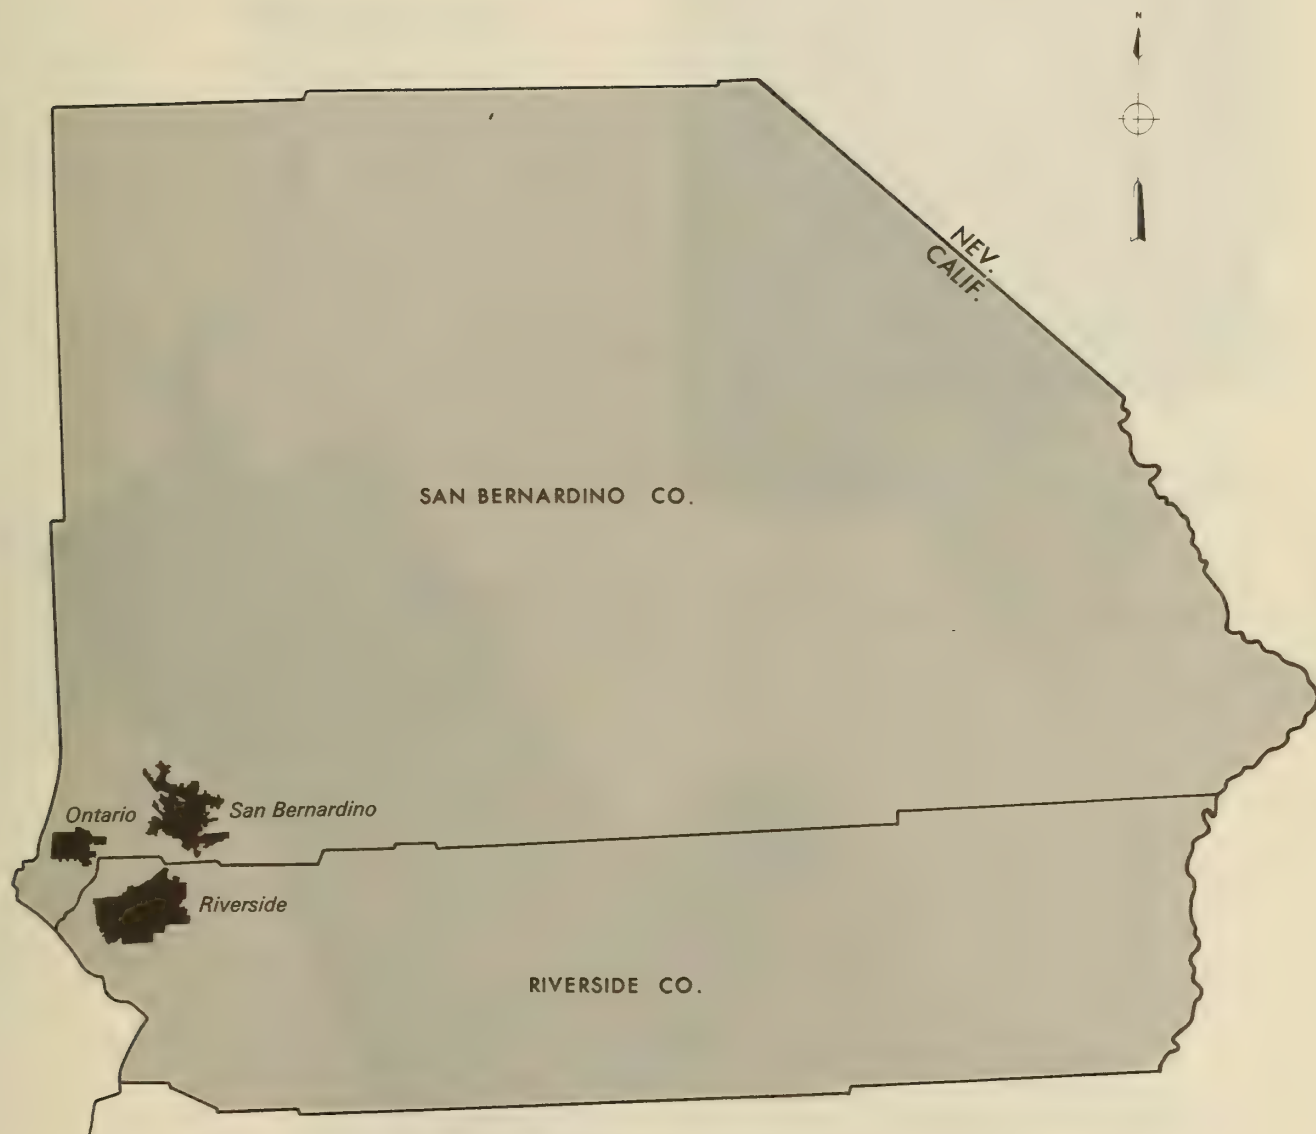 N
NEV.
CALIF.
SAN BERNARDINO CO.
Ontario
San Bernardino
Riverside
RIVERSIDE CO.